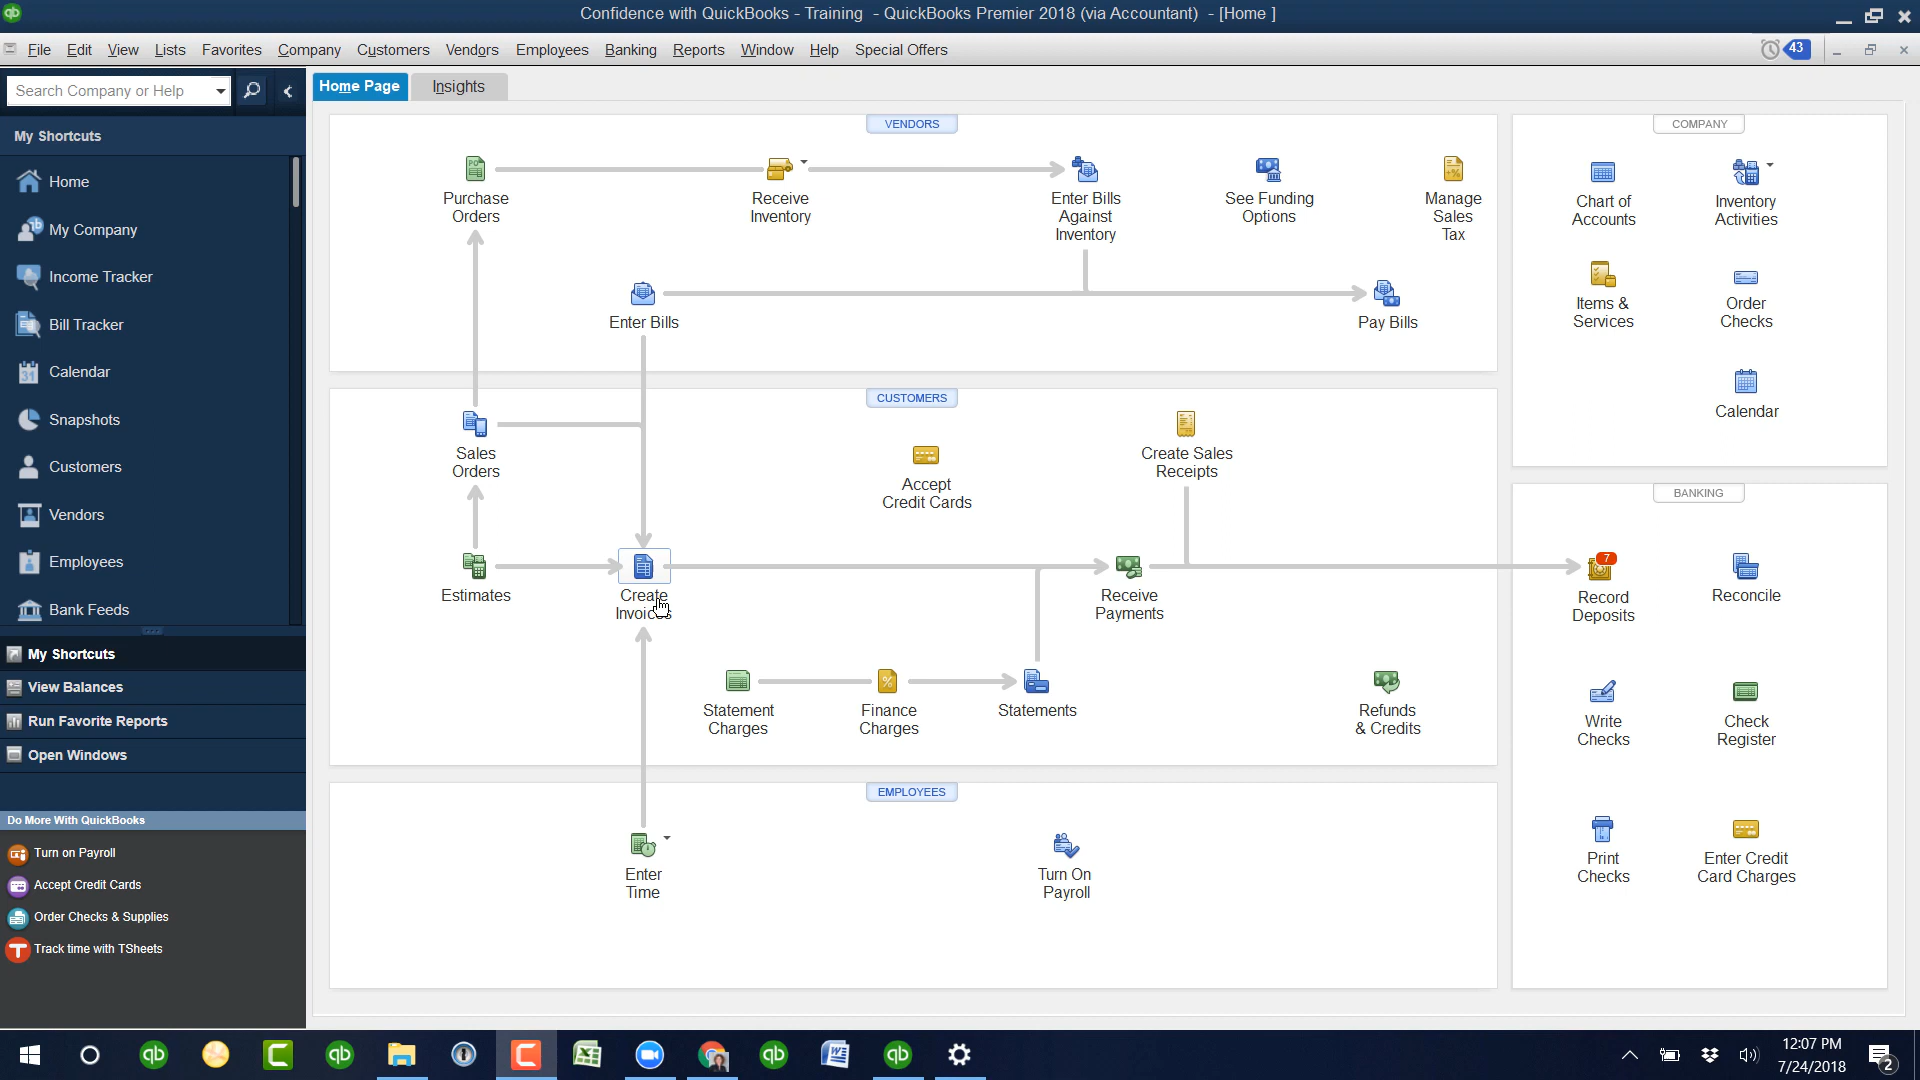 Confidence with QuickBooks - Training - QuickBooks Premier 2018 (via Accountant) - [Home ]
File Edit View Lists Favorites Company Customers Vendors Employees Banking Reports Window Help Special Offers
43
Search Company or Help
Home Page
Insights
My Shortcuts
Home
My Company
Income Tracker
Bill Tracker
31
Calendar
Snapshots
Customers
Vendors
Employees
Bank Feeds
My Shortcuts
View Balances
Run Favorite Reports
Open Windows
Do More With QuickBooks
Turn on Payroll
Accept Credit Cards
Order Checks & Supplies
Track time with TSheets
VENDORS
PO
Purchase
Orders
Receive
Inventory
Enter Bills
Against
Inventory
See Funding
Options
Manage
Sales
Tax
Enter Bills
Pay Bills
CUSTOMERS
Sales
Orders
Accept
Credit Cards
Create Sales
Receipts
Estimates
Create
Invoices
Receive
Payments
Statement
Charges
%
Finance
Charges
Statements
Refunds
& Credits
EMPLOYEES
Enter
Time
Turn On
Payroll
COMPANY
Chart of
Accounts
Inventory
Activities
Items &
Services
Order
Checks
Calendar
BANKING
7
Record
Deposits
Reconcile
Write
Checks
Check
Register
Print
Checks
Enter Credit
Card Charges
12:07 PM
7/24/2018
2